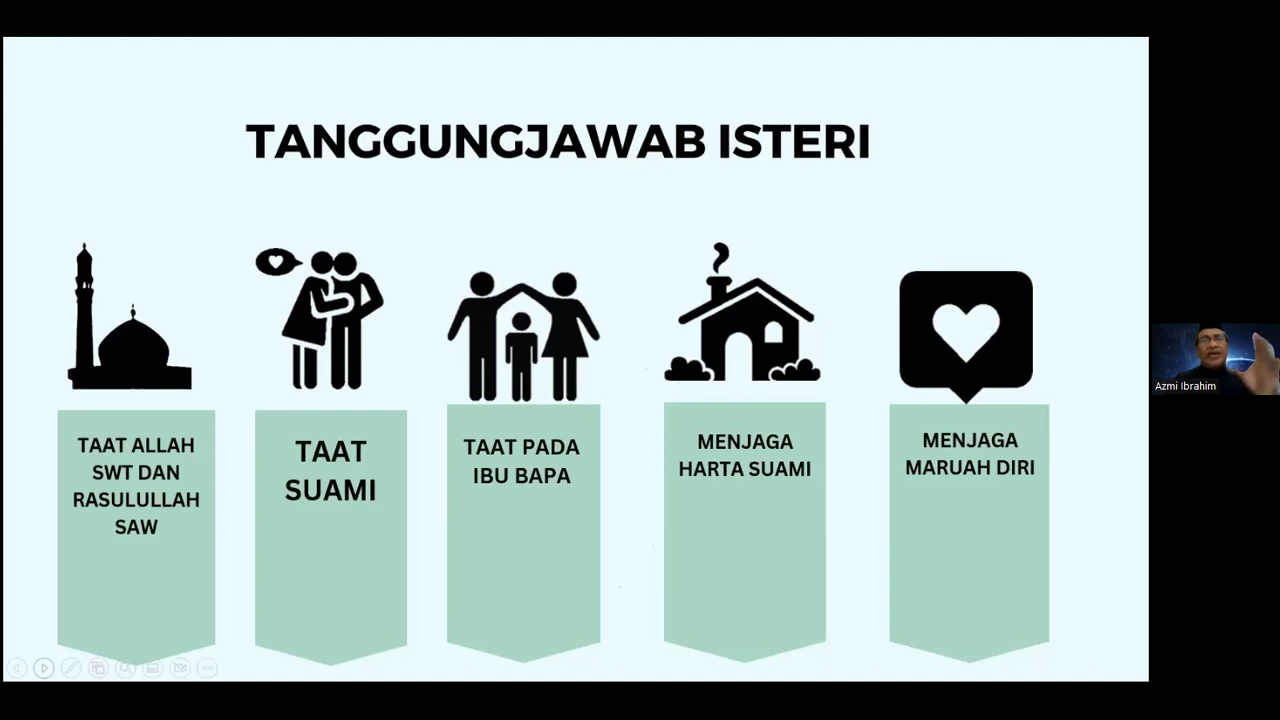 TANGGUNGJAWAB ISTERI
TAAT ALLAH
SWT DAN
RASULULLAH
SAW
TAAT
SUAMI
TAAT PADA
IBU BAPA
MENJAGA
HARTA SUAMI
MENJAGA
MARUAH DIRI
Azmi Ibrahim